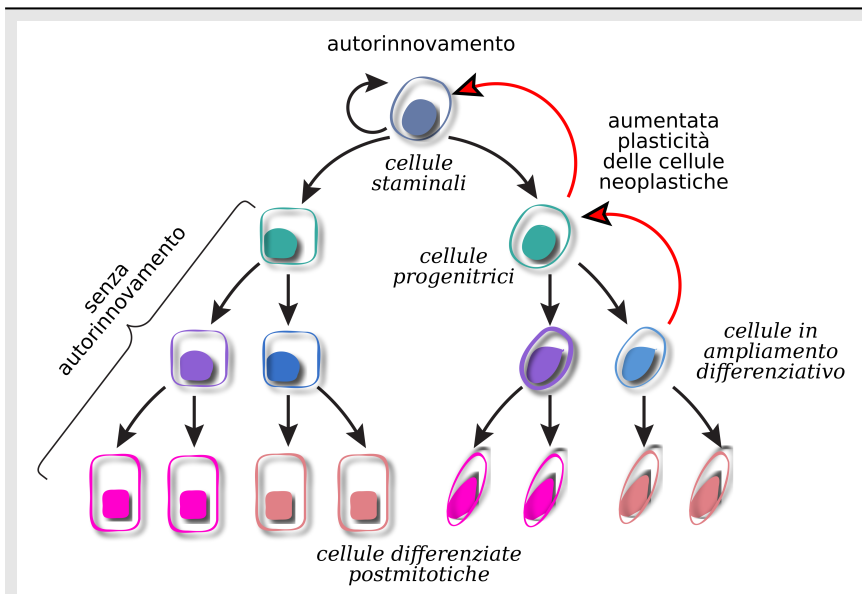 autorinnovamento
cellule
staminali
aumentata
plasticità
delle cellule
neoplastiche
senza
autorinnovamento
cellule
progenitrici
cellule in
ampliamento
differenziativo
cellule differenziate
postmitotiche